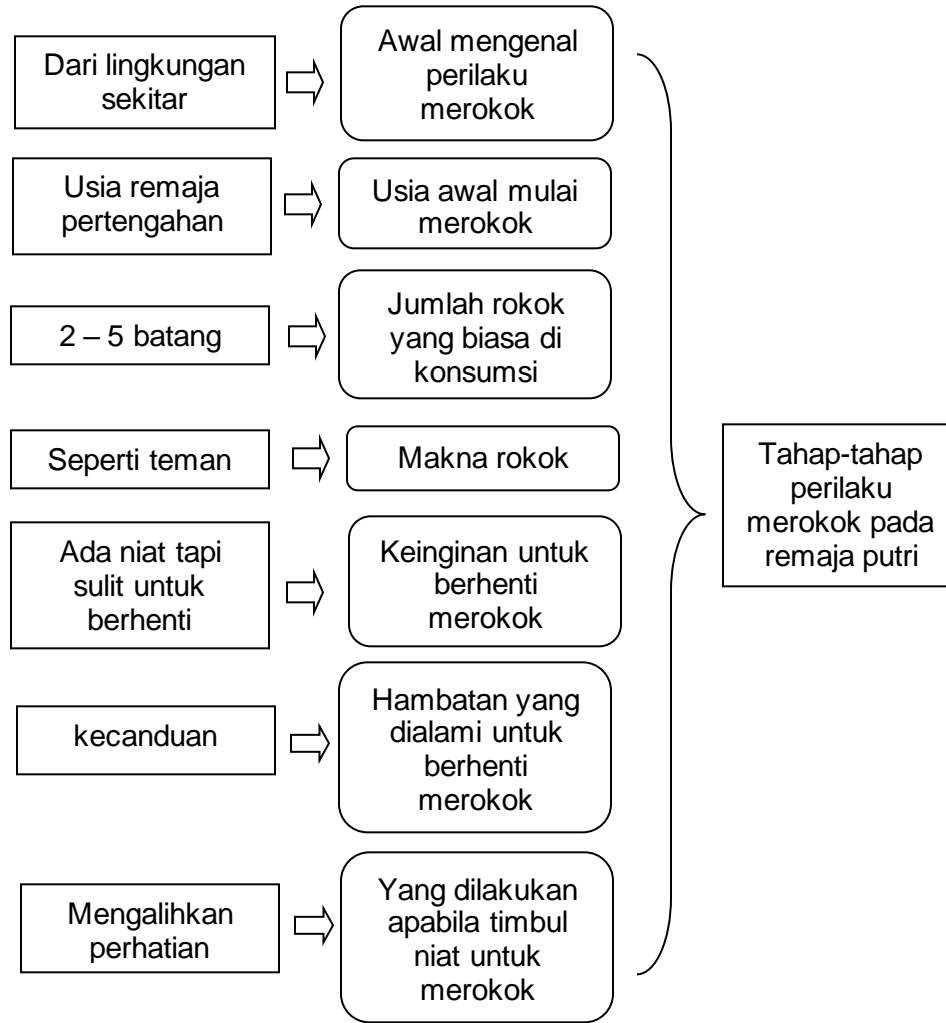 Dari lingkungan
sekitar
Awal mengenal
perilaku
merokok
Usia remaja
pertengahan
Usia awal mulai
merokok
2 – 5 batang
Jumlah rokok
yang biasa di
konsumsi
Seperti teman
Makna rokok
Ada niat tapi
sulit untuk
berhenti
Keinginan untuk
berhenti
merokok
kecanduan
Hambatan yang
dialami untuk
berhenti
merokok
Mengalihkan
perhatian
Yang dilakukan
apabila timbul
niat untuk
merokok
Tahap-tahap
perilaku
merokok pada
remaja putri